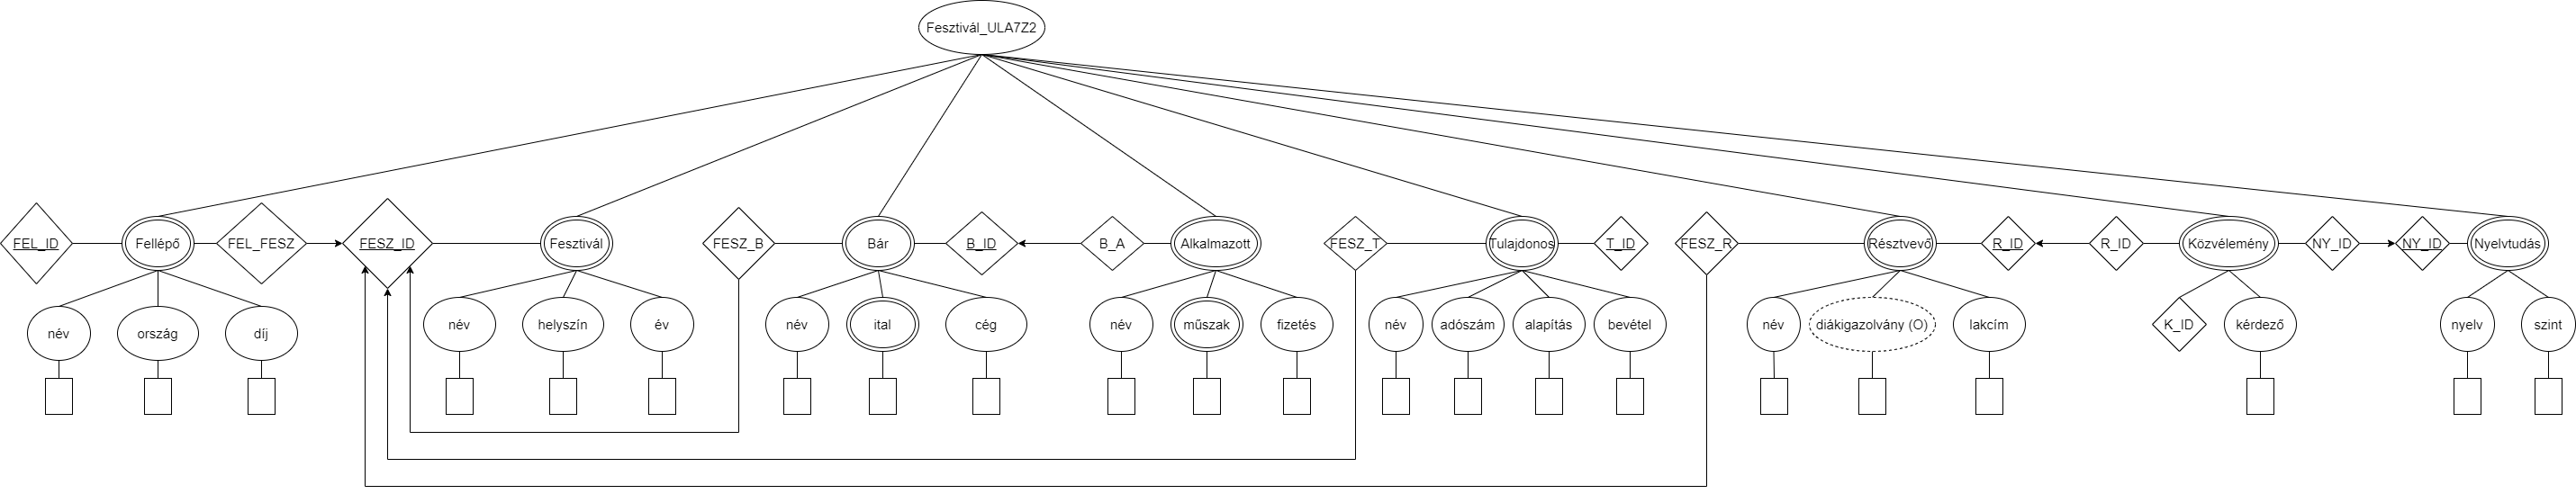 Fesztivál_ULA7Z2
FEL_ID
Fellépő
FEL_FESZ
FESZ_ID
Fesztivál
FESZ_B
Bár
B_ID
B_A
Alkalmazott
FESZ_T
Tulajdonos
T_ID
FESZ_R
Résztvevő
R_ID
R_ID
Közvélemény
NY_ID
NY_ID
Nyelvtudás
név
ország
díj
név
helyszín
év
név
ital
cég
név
műszak
fizetés
név
adószám
alapítás
bevétel
név
diákigazolvány (O)
lakcím
K_ID
kérdező
nyelv
szint